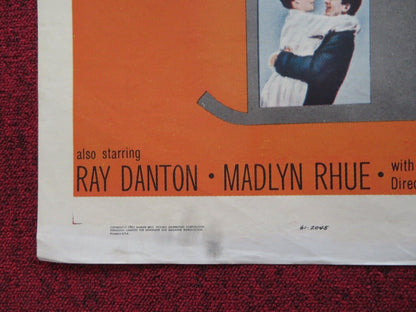 also starring
RAY DANTON • MADLYN RHUE •
with
Direc
61-2045